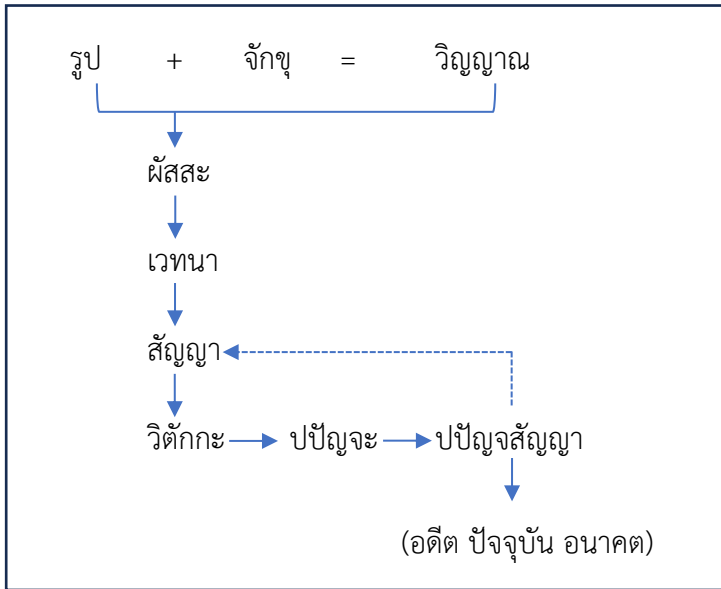 รูป + จักขุ = วิญญาณ
ผัสสะ
เวทนา
สัญญา
วิตักกะ ปปัญจะ ปปัญจสัญญา
(อดีต ปัจจุบัน อนาคต)